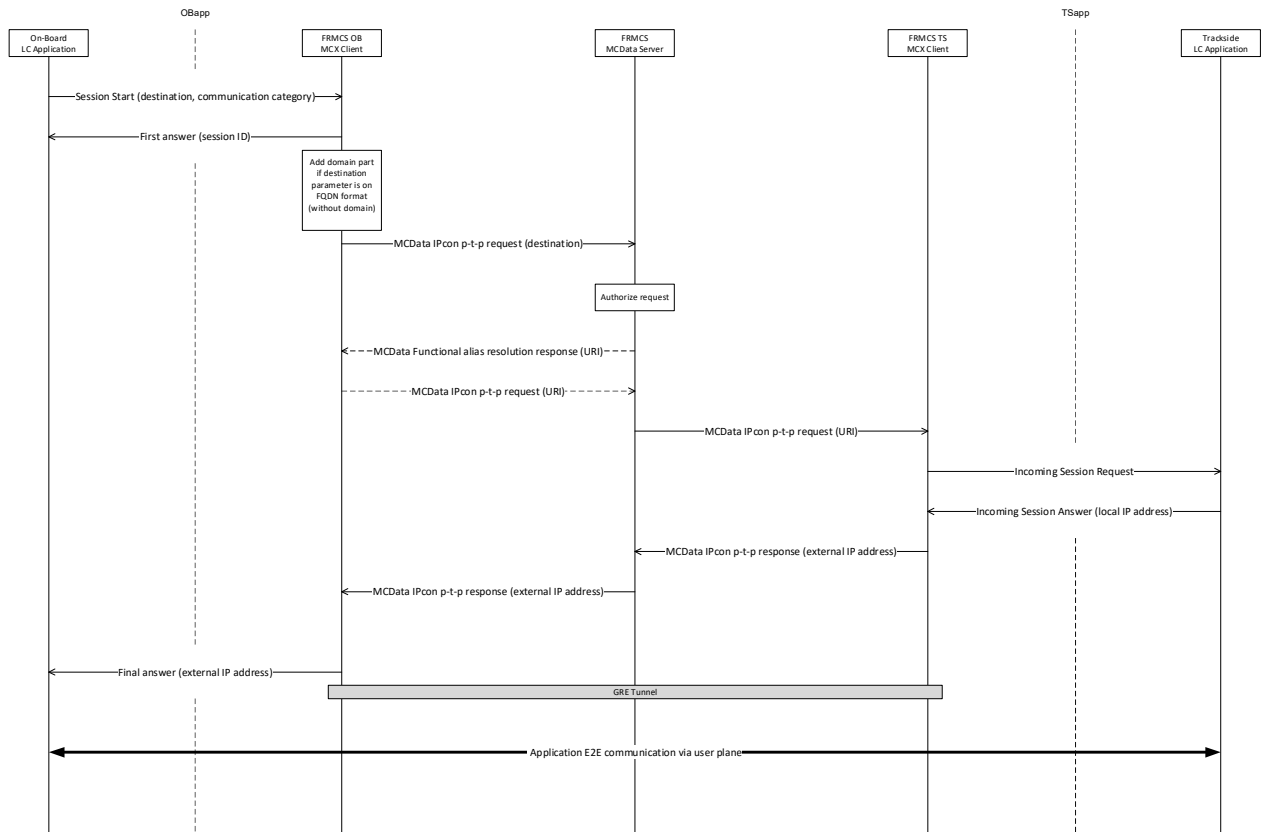 OBapp
TSapp
On-Board
LC Application
FRMCS OB
MCX Client
FRMCS
MCData Server
FRMCS TS
MCX Client
Trackside
LC Application
Session Start (destination, communication category)
First answer (session ID)
Add domain part
if destination
parameter is on
FQDN format
(without domain)
MCData IPcon p-t-p request (destination)
Authorize request
MCData Functional alias resolution response (URI)
MCData IPcon p-t-p request (URI)
MCData IPcon p-t-p request (URI)
Incoming Session Request
Incoming Session Answer (local IP address)
MCData IPcon p-t-p response (external IP address)
MCData IPcon p-t-p response (external IP address)
Final answer (external IP address)
GRE Tunnel
Application E2E communication via user plane